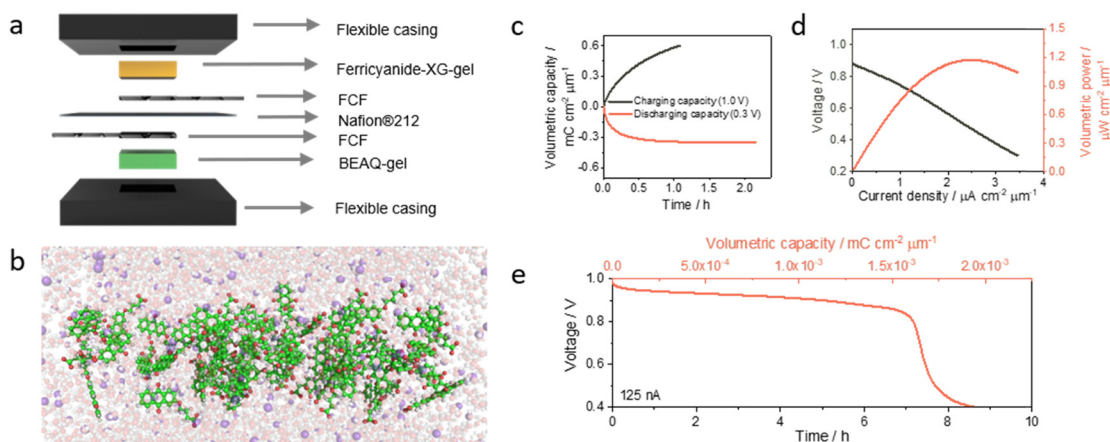 a
Flexible casing
Ferricyanide-XG-gel
FCF
Nafion®212
FCF
BEAQ-gel
Flexible casing
b
c
Volumetric capacity /
mC cm⁻² μm⁻¹
0.6
0.3
0.0
-0.3
-0.6
Charging capacity (1.0 V)
Discharging capacity (0.3 V)
0.0 0.5 1.0 1.5 2.0
Time / h
d
Voltage / V
1.0
0.8
0.6
0.4
0.2
0 1 2 3 4
Current density / μA cm⁻² μm⁻¹
1.5
1.2
0.9
0.6
0.3
0.0
Volumetric power /
μW cm⁻² μm⁻¹
e
Volumetric capacity / mC cm⁻² μm⁻¹
0.0 5.0x10⁻⁴ 1.0x10⁻³ 1.5x10⁻³ 2.0x10⁻³
Voltage / V
1.0
0.8
0.6
0.4
125 nA
0 2 4 6 8 10
Time / h